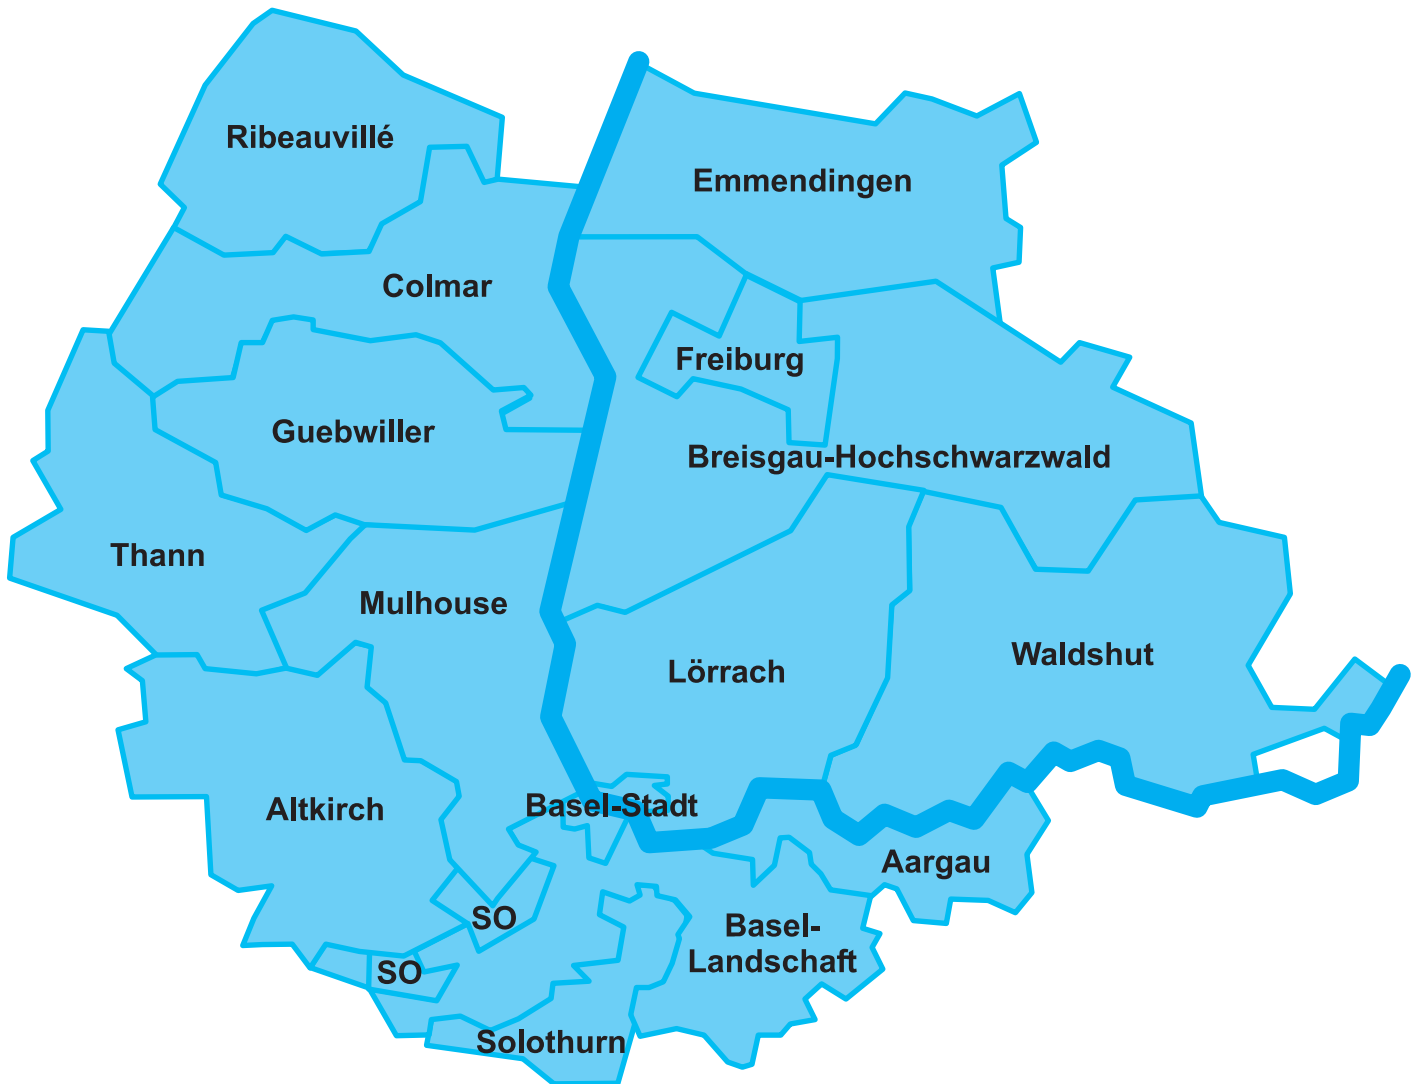 Ribeauvillé
Emmendingen
Colmar
Freiburg
Guebwiller
Breisgau-Hochschwarzwald
Thann
Mulhouse
Waldshut
Lörrach
Altkirch
Basel-Stadt
Aargau
SO
Basel-
Landschaft
SO
Solothurn